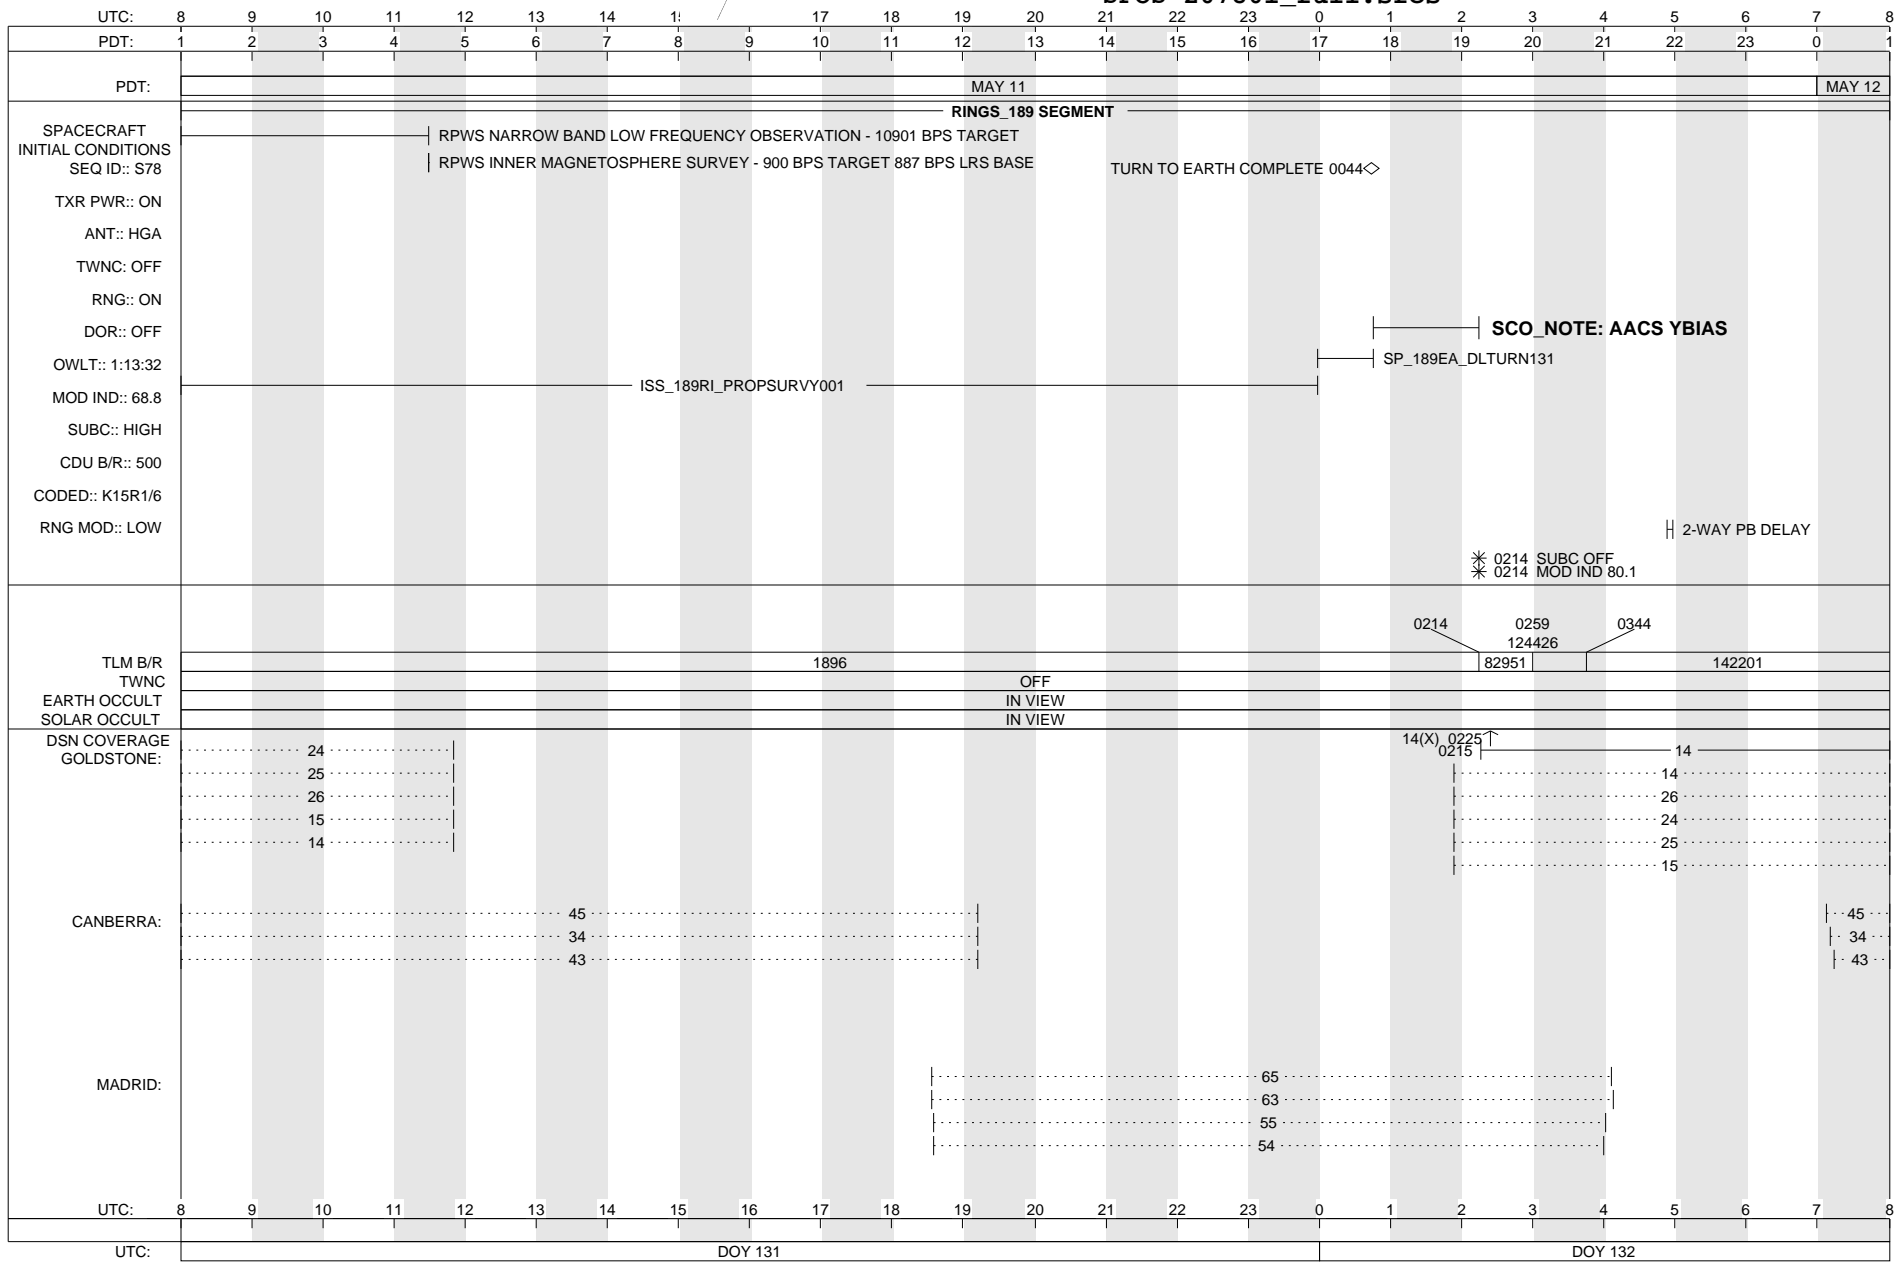 UTC: 8 9 10 11 12 13 14 17 18 19 20 21 22 23 0 1 2 3 4 5 6 7 8
PDT: 1 2 3 4 5 6 7 8 9 10 11 12 13 14 15 16 17 18 19 20 21 22 23 0 1
PDT: MAY 11 MAY 12
RINGS_189 SEGMENT
SPACECRAFT
INITIAL CONDITIONS
RPWS NARROW BAND LOW FREQUENCY OBSERVATION - 10901 BPS TARGET
RPWS INNER MAGNETOSPHERE SURVEY - 900 BPS TARGET 887 BPS LRS BASE
SEQ ID:: S78
TURN TO EARTH COMPLETE 0044
TXR PWR:: ON
ANT:: HGA
TWNC: OFF
RNG:: ON
DOR:: OFF
SCO_NOTE: AACS YBIAS
OWLT:: 1:13:32
SP_189EA_DLTURN131
ISS_189RI_PROPSURVY001
MOD IND:: 68.8
SUBC:: HIGH
CDU B/R:: 500
CODED:: K15R1/6
RNG MOD:: LOW
2-WAY PB DELAY
0214 SUBC OFF
0214 MOD IND 80.1
0214 0259 0344
124426
TLM B/R 1896 82951 142201
TWNC OFF
EARTH OCCULT IN VIEW
SOLAR OCCULT IN VIEW
DSN COVERAGE
GOLDSTONE:
14(X) 0225
24 0215 14
25 14
26 26
15 24
14 25
15
CANBERRA:
45 45
34 34
43 43
MADRID:
65
63
55
54
UTC: 8 9 10 11 12 13 14 15 16 17 18 19 20 21 22 23 0 1 2 3 4 5 6 7 8
UTC: DOY 131 DOY 132